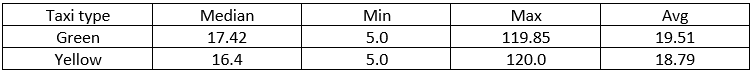 Taxi type Median Min Max Avg
Green 17.42 5.0 119.85 19.51
Yellow 16.4 5.0 120.0 18.79